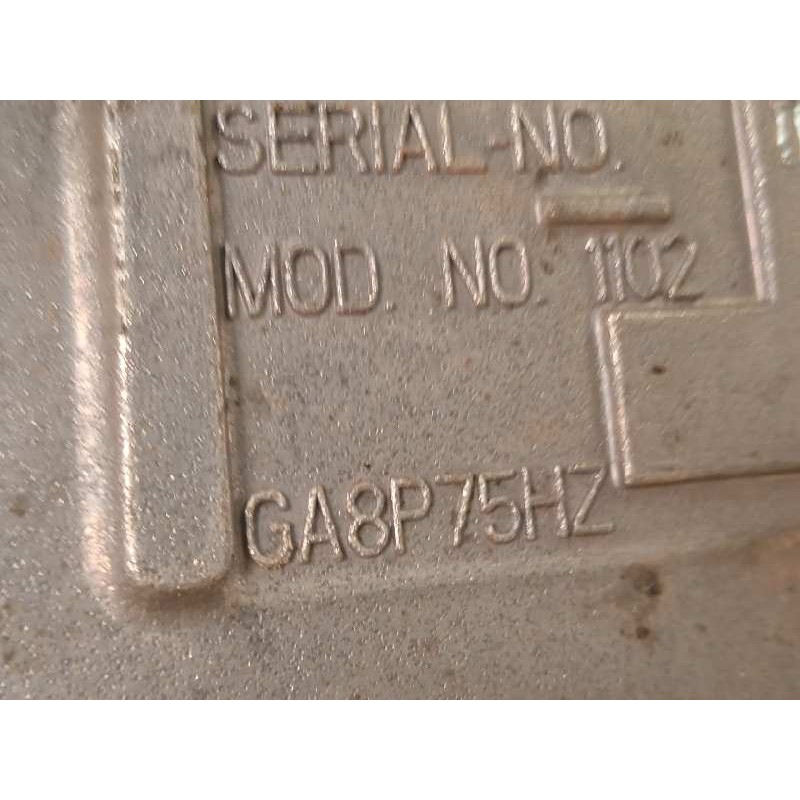 SERIAL-NO.
MOD. NO. 1102
GA8P75HZ